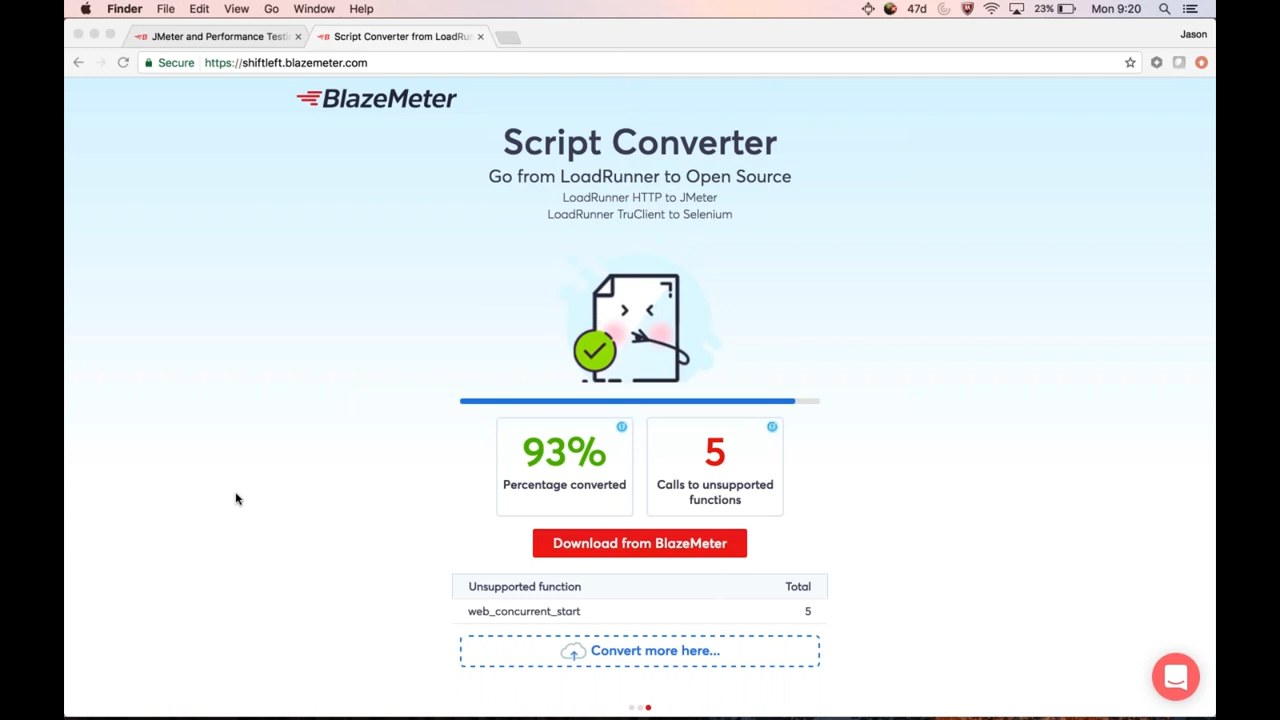 Finder File Edit View Go Window Help 47d 23% Mon 9:20
JMeter and Performance Testi Script Converter from LoadRun Jason
Secure https://shiftleft.blazemeter.com
BlazeMeter
Script Converter
Go from LoadRunner to Open Source
LoadRunner HTTP to JMeter
LoadRunner TruClient to Selenium
93% 5
Percentage converted Calls to unsupported
functions
Download from BlazeMeter
Unsupported function Total
web_concurrent_start 5
Convert more here...